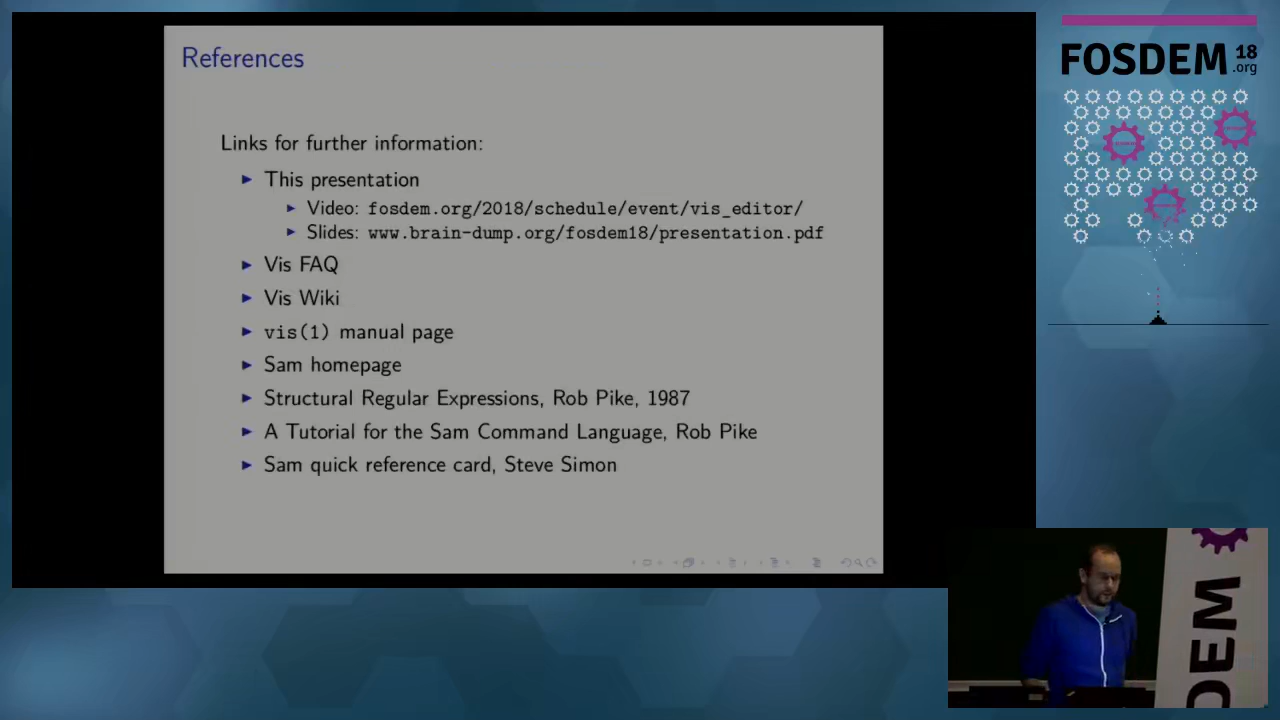 References
Links for further information:
This presentation
Video: fosdem.org/2018/schedule/event/vis_editor/
Slides: www.brain-dump.org/fosdem18/presentation.pdf
Vis FAQ
Vis Wiki
vis(1) manual page
Sam homepage
Structural Regular Expressions, Rob Pike, 1987
A Tutorial for the Sam Command Language, Rob Pike
Sam quick reference card, Steve Simon
FOSDEM 18
.org
DEM